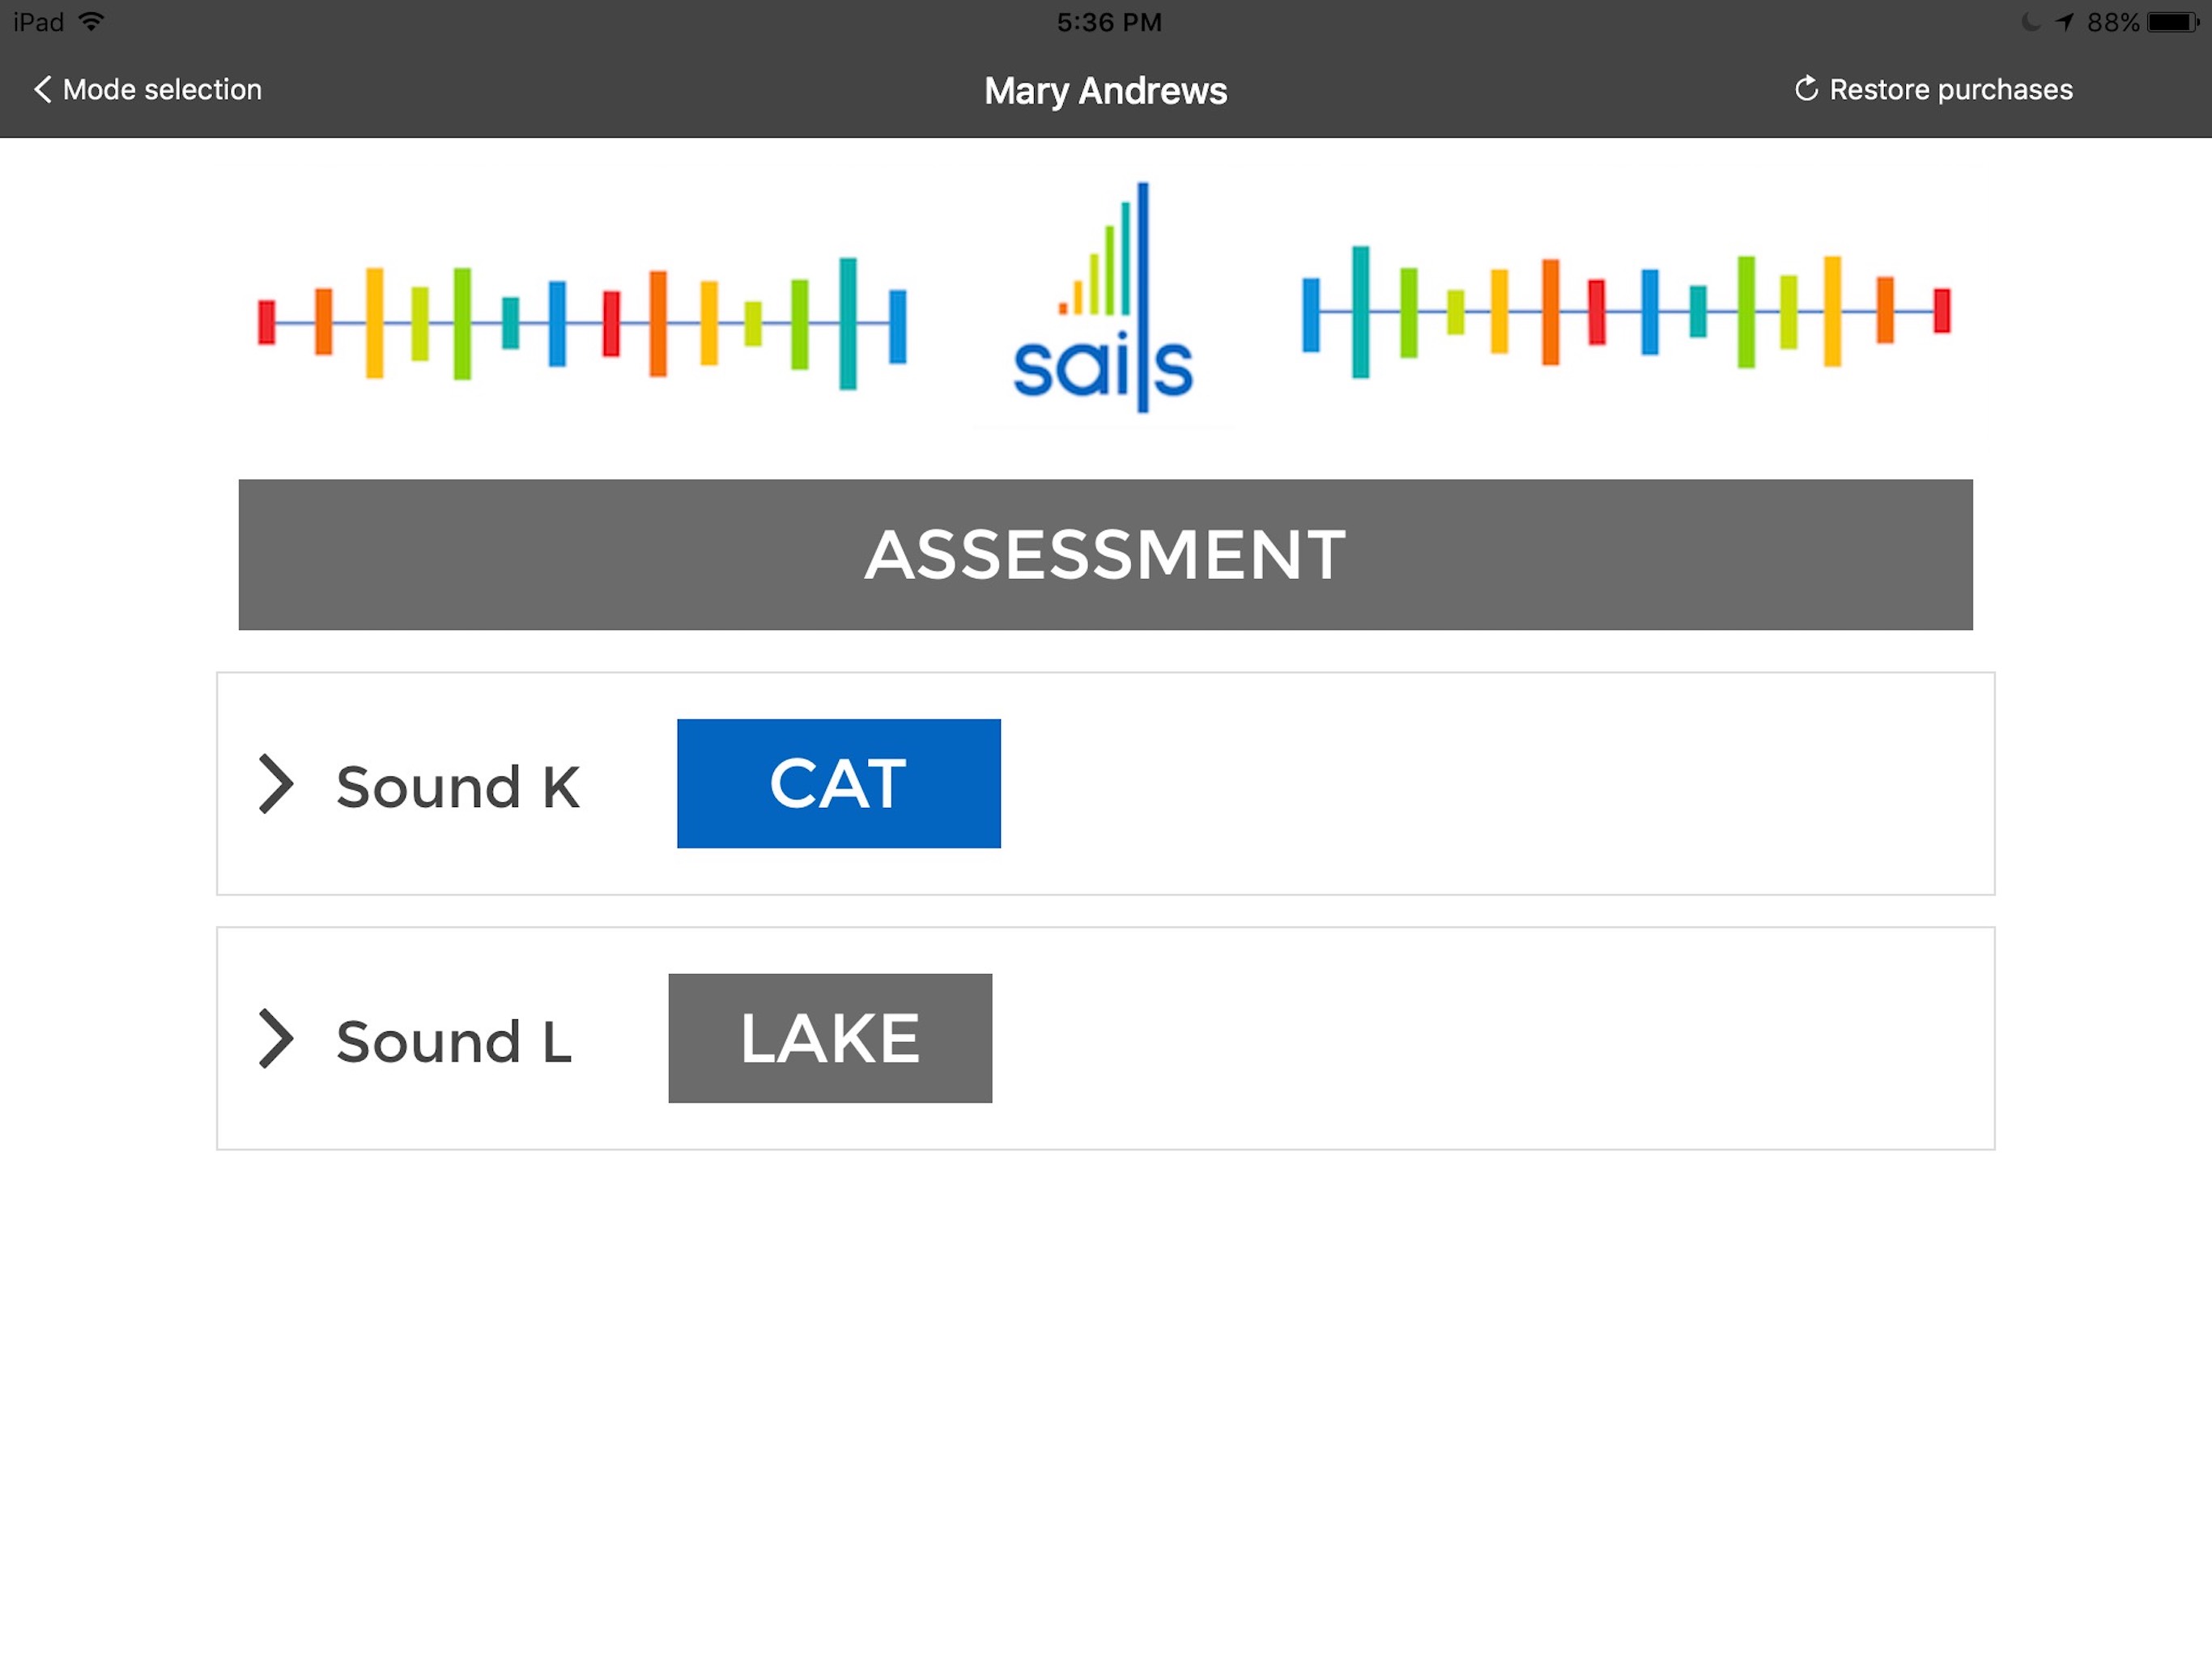 iPad 5:36 PM 88%
Mode selection Mary Andrews Restore purchases
sails
ASSESSMENT
Sound K CAT
Sound L LAKE